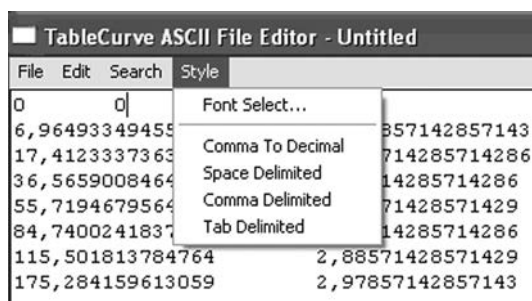 TableCurve ASCII File Editor - Untitled
File Edit Search Style
0 0
Font Select...
Comma To Decimal
Space Delimited
Comma Delimited
Tab Delimited
6,96493349455 857142857143
17,4123337363 714285714286
36,5659008464 14285714286
55,7194679564 71428571429
84,7400241837 14285714286
115,501813784764 2,88571428571429
175,284159613059 2,97857142857143